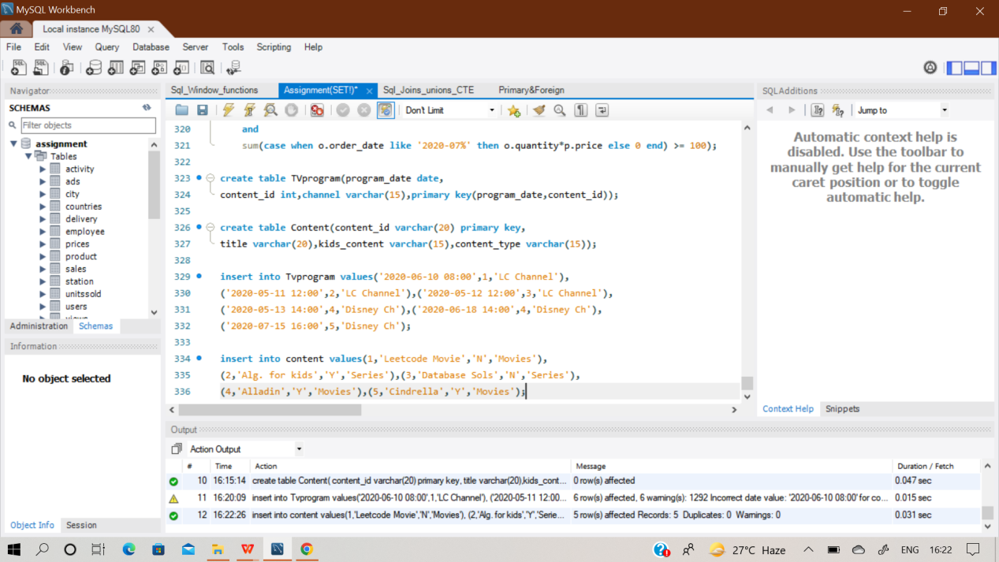 MySQL Workbench
Local instance MySQL80
File Edit View Query Database Server Tools Scripting Help
Navigator
SCHEMAS
Filter objects
assignment
Tables
activity
ads
city
countries
delivery
employee
prices
product
sales
station
unitssold
users
Administration Schemas
Information
No object selected
Object Info Session
Sql_Window_functions Assignment(SET!)* Sql_Joins_unions_CTE Primary&Foreign
Don't Limit
320 and
321 sum(case when o.order_date like '2020-07%' then o.quantity*p.price else 0 end) >= 100);
322
323 create table TVprogram(program_date date,
324 content_id int,channel varchar(15),primary key(program_date,content_id));
325
326 create table Content(content_id varchar(20) primary key,
327 title varchar(20),kids_content varchar(15),content_type varchar(15));
328
329 insert into Tvprogram values('2020-06-10 08:00',1,'LC Channel'),
330 ('2020-05-11 12:00',2,'LC Channel'),('2020-05-12 12:00',3,'LC Channel'),
331 ('2020-05-13 14:00',4,'Disney Ch'),('2020-06-18 14:00',4,'Disney Ch'),
332 ('2020-07-15 16:00',5,'Disney Ch');
333
334 insert into content values(1,'Leetcode Movie','N','Movies'),
335 (2,'Alg. for kids','Y','Series'),(3,'Database Sols','N','Series'),
336 (4,'Alladin','Y','Movies'),(5,'Cindrella','Y','Movies');
SQLAdditions
Jump to
Automatic context help is
disabled. Use the toolbar to
manually get help for the current
caret position or to toggle
automatic help.
Context Help Snippets
Output
Action Output
# Time Action Message Duration / Fetch
10 16:15:14 create table Content( content_id varchar(20) primary key, title varchar(20),kids_cont... 0 row(s) affected 0.047 sec
11 16:20:09 insert into Tvprogram values('2020-06-10 08:00',1,'LC Channel'), ('2020-05-11 12:00... 6 row(s) affected, 6 warning(s): 1292 Incorrect date value: '2020-06-10 08:00' for co... 0.015 sec
12 16:22:26 insert into content values(1,'Leetcode Movie','N','Movies'), (2,'Alg. for kids','Y','Serie... 5 row(s) affected Records: 5 Duplicates: 0 Warnings: 0 0.031 sec
27°C Haze ENG 16:22